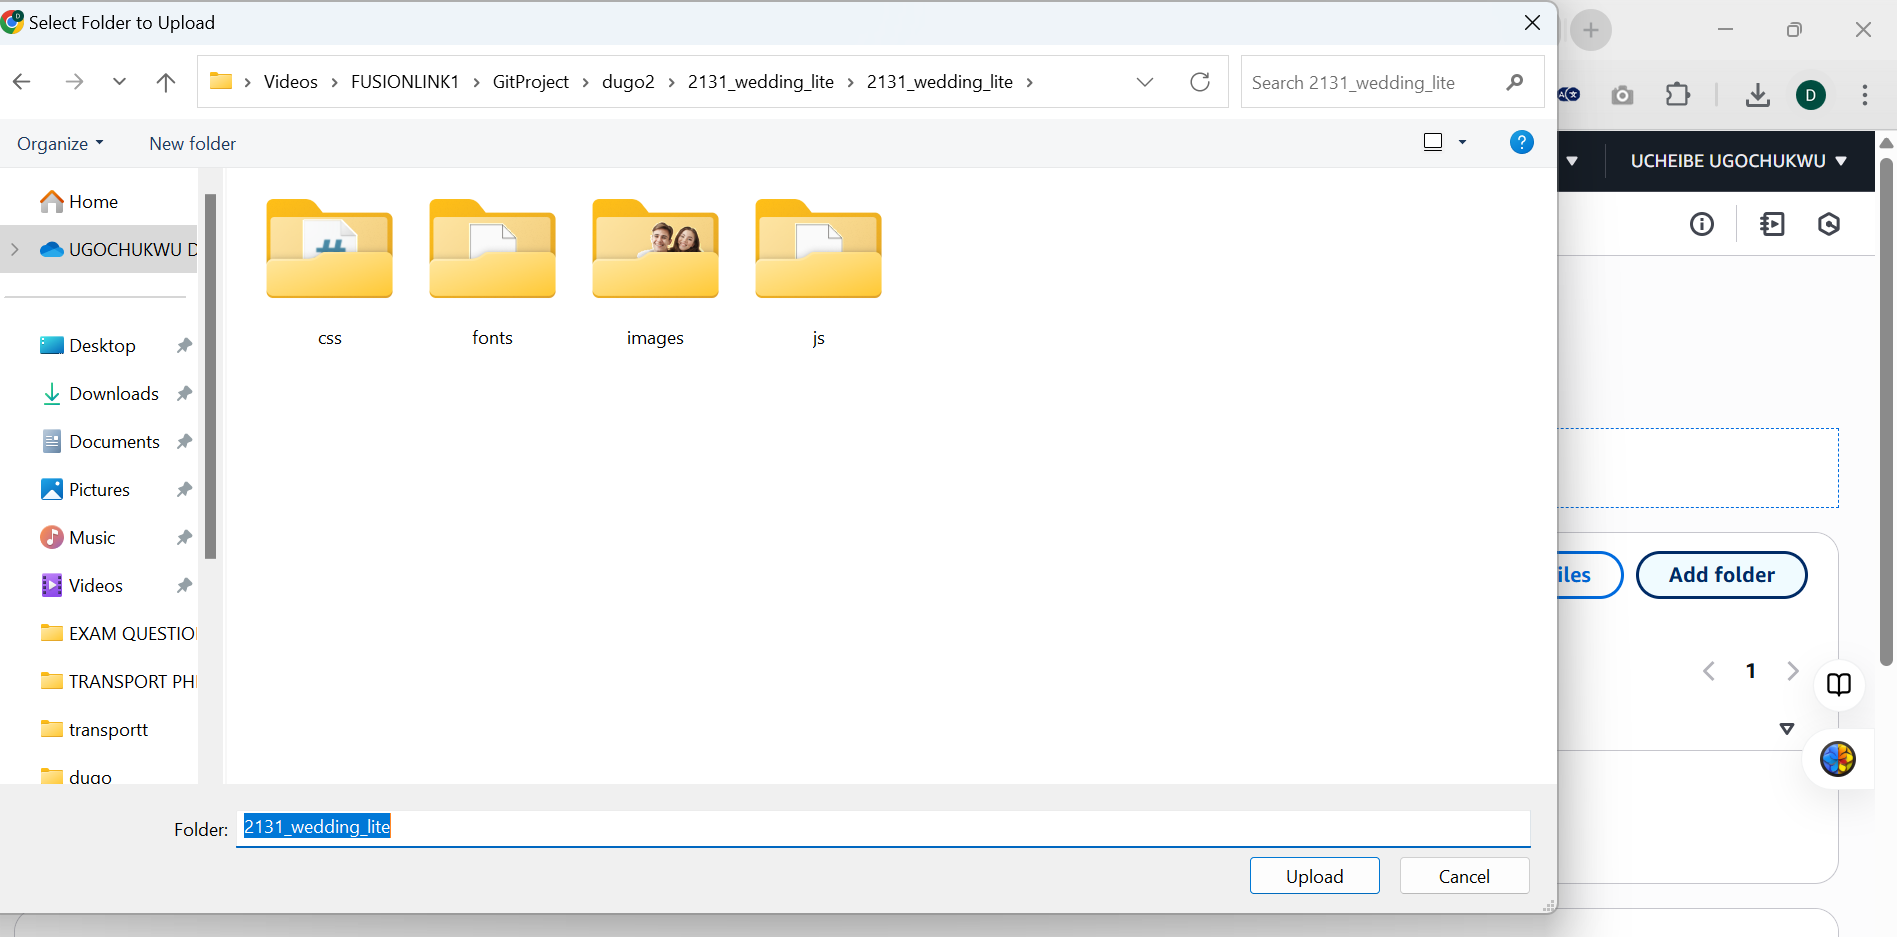 Select Folder to Upload
Videos › FUSIONLINK1 › GitProject › dugo2 › 2131_wedding_lite › 2131_wedding_lite ›
Search 2131_wedding_lite
D
Organize
New folder
?
UCHEIBE UGOCHUKWU
Home
UGOCHUKWU D
Desktop
Downloads
Documents
Pictures
Music
Videos
EXAM QUESTIO
TRANSPORT PH
transportt
dugo
css
fonts
images
js
iles
Add folder
1
Folder:
2131_wedding_lite
Upload
Cancel